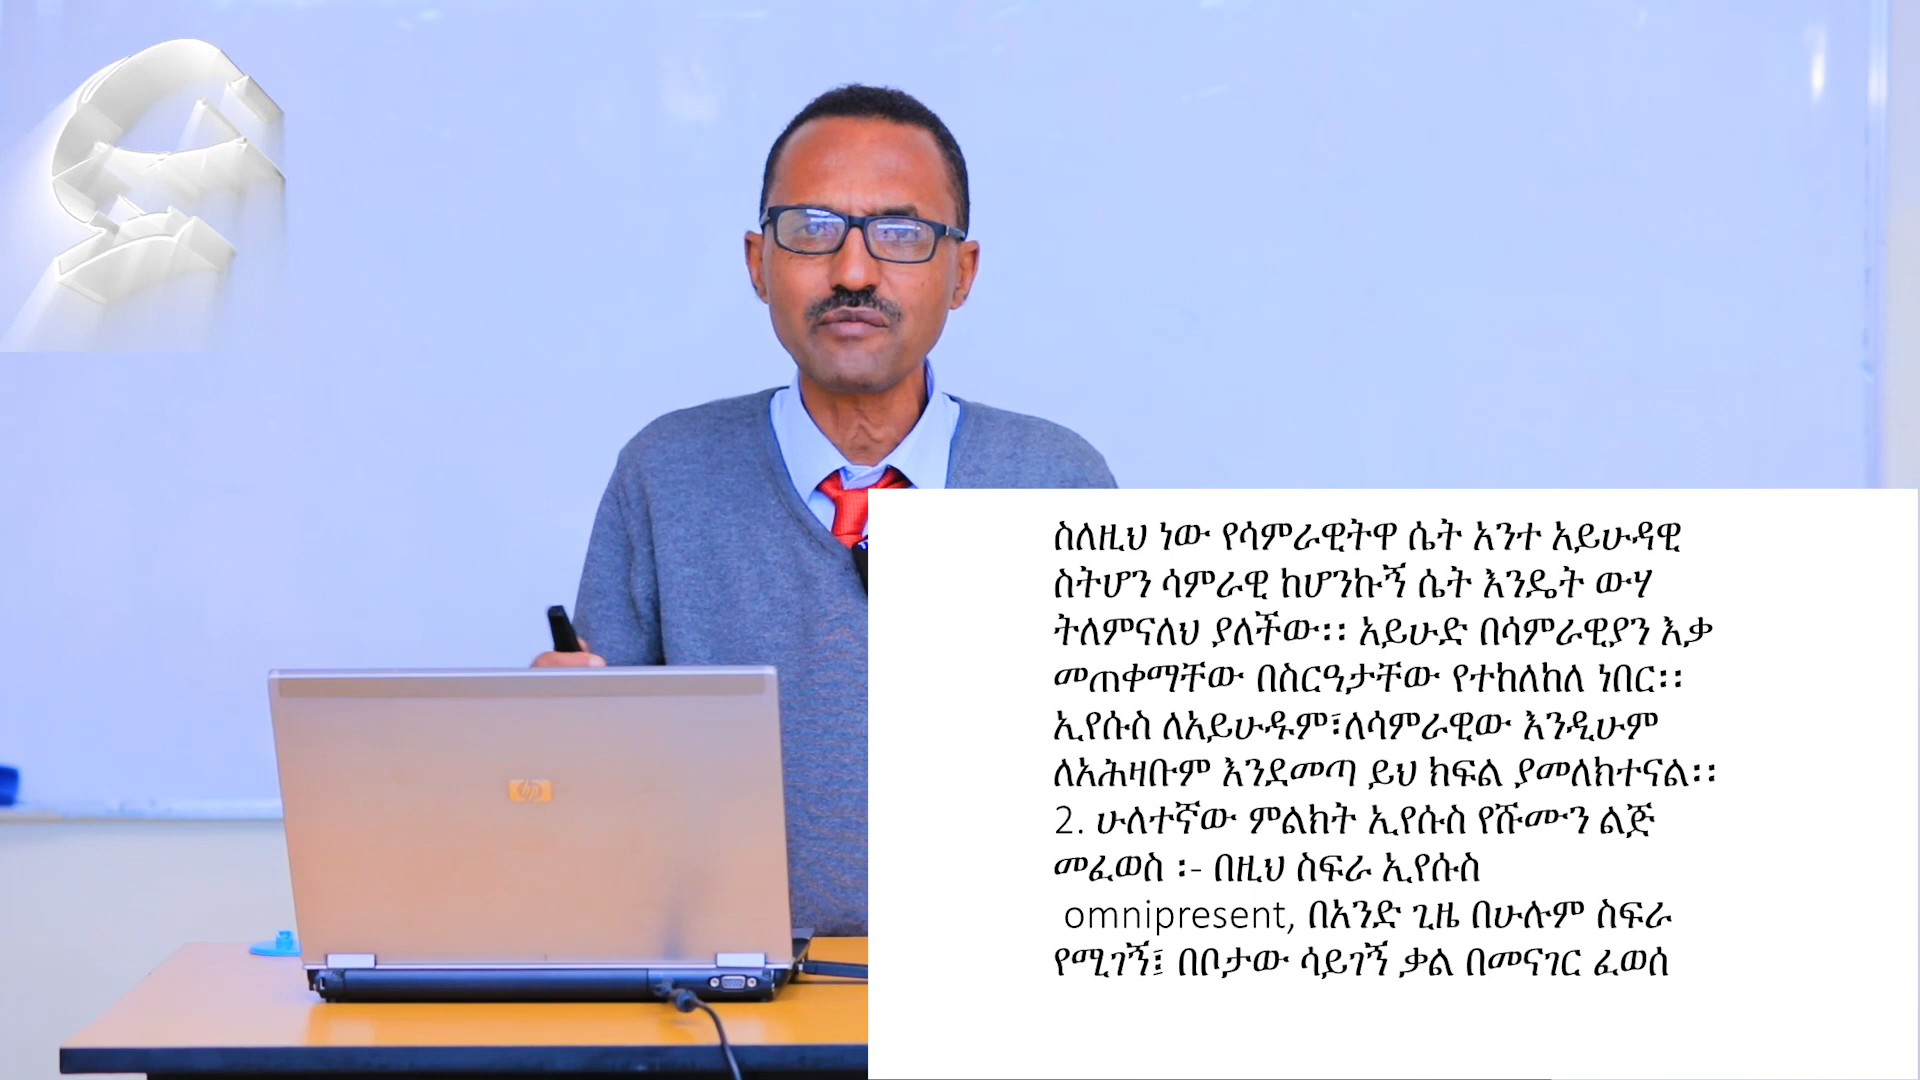 ስለዚህ ነው የሳምራዊትዋ ሴት አንተ አይሁዳዊ
ስትሆን ሳምራዊ ከሆንኩኝ ሴት እንዴት ውሃ
ትለምናለህ ያለችው፡፡ አይሁድ በሳምራዊያን እቃ
መጠቀማቸው በስርዓታቸው የተከለከለ ነበር፡፡
ኢየሱስ ለአይሁዱም፣ለሳምራዊው እንዲሁም
ለአሕዛቡም እንደመጣ ይህ ክፍል ያመለክተናል፡፡
2. ሁለተኛው ምልክት ኢየሱስ የሹሙን ልጅ
መፈወስ ፡- በዚህ ስፍራ ኢየሱስ
omnipresent, በአንድ ጊዜ በሁሉም ስፍራ
የሚገኝ፤ በቦታው ሳይገኝ ቃል በመናገር ፈወሰ
hp